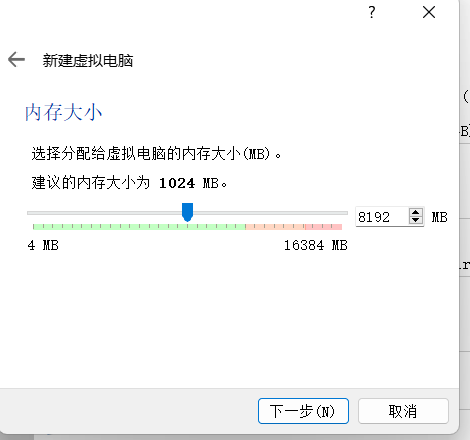 ?
新建虚拟电脑
内存大小
选择分配给虚拟电脑的内存大小(MB)。
建议的内存大小为 1024 MB。
8192 MB
4 MB 16384 MB
下一步(N) 取消